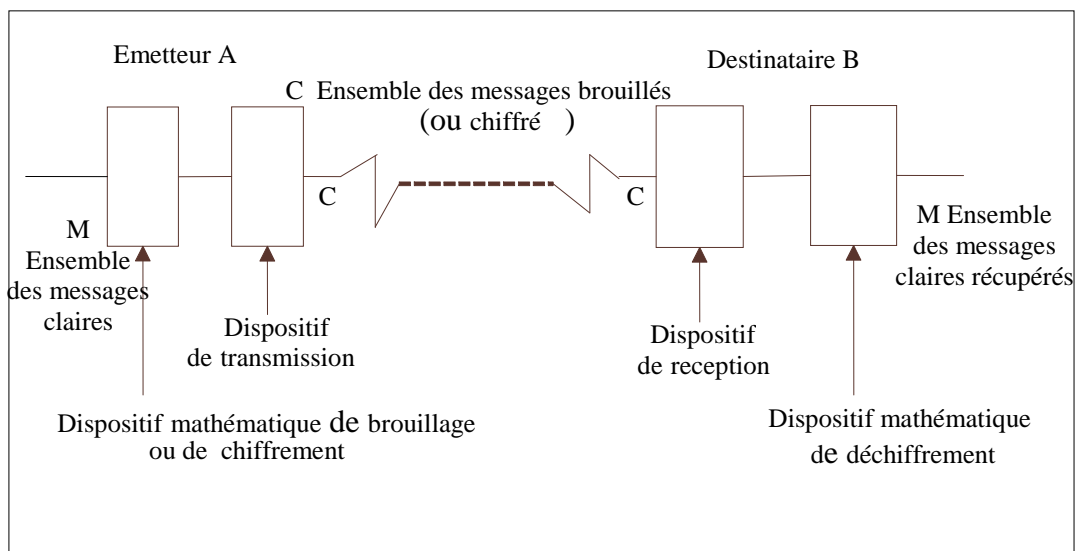 Emetteur A
Destinataire B
C Ensemble des messages brouillés
(ou chiffré )
C
C
M
Ensemble
des messages
claires
M Ensemble
des messages
claires récupérés
Dispositif
de transmission
Dispositif
de reception
Dispositif mathématique de brouillage
ou de chiffrement
Dispositif mathématique
de déchiffrement